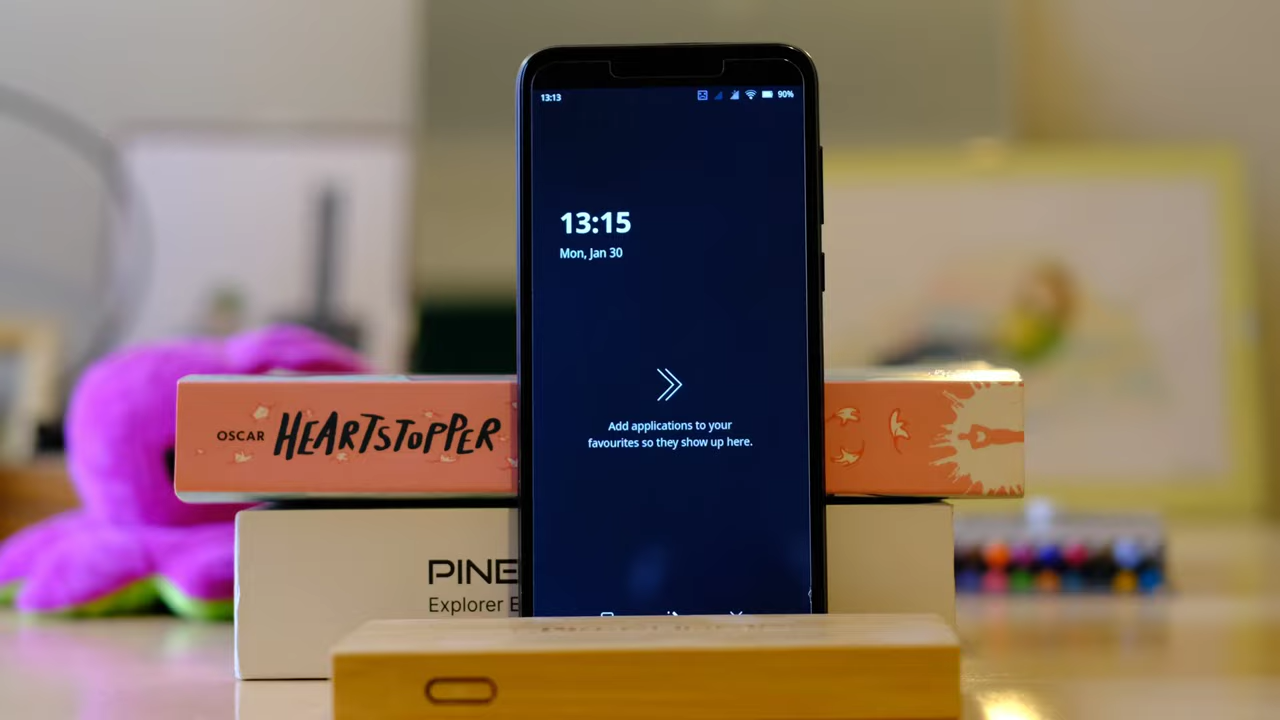 13:13
90%
13:15
Mon, Jan 30
Add applications to your
favourites so they show up here.
OSCAR HEARTSTOPPER
PINE
Explorer E